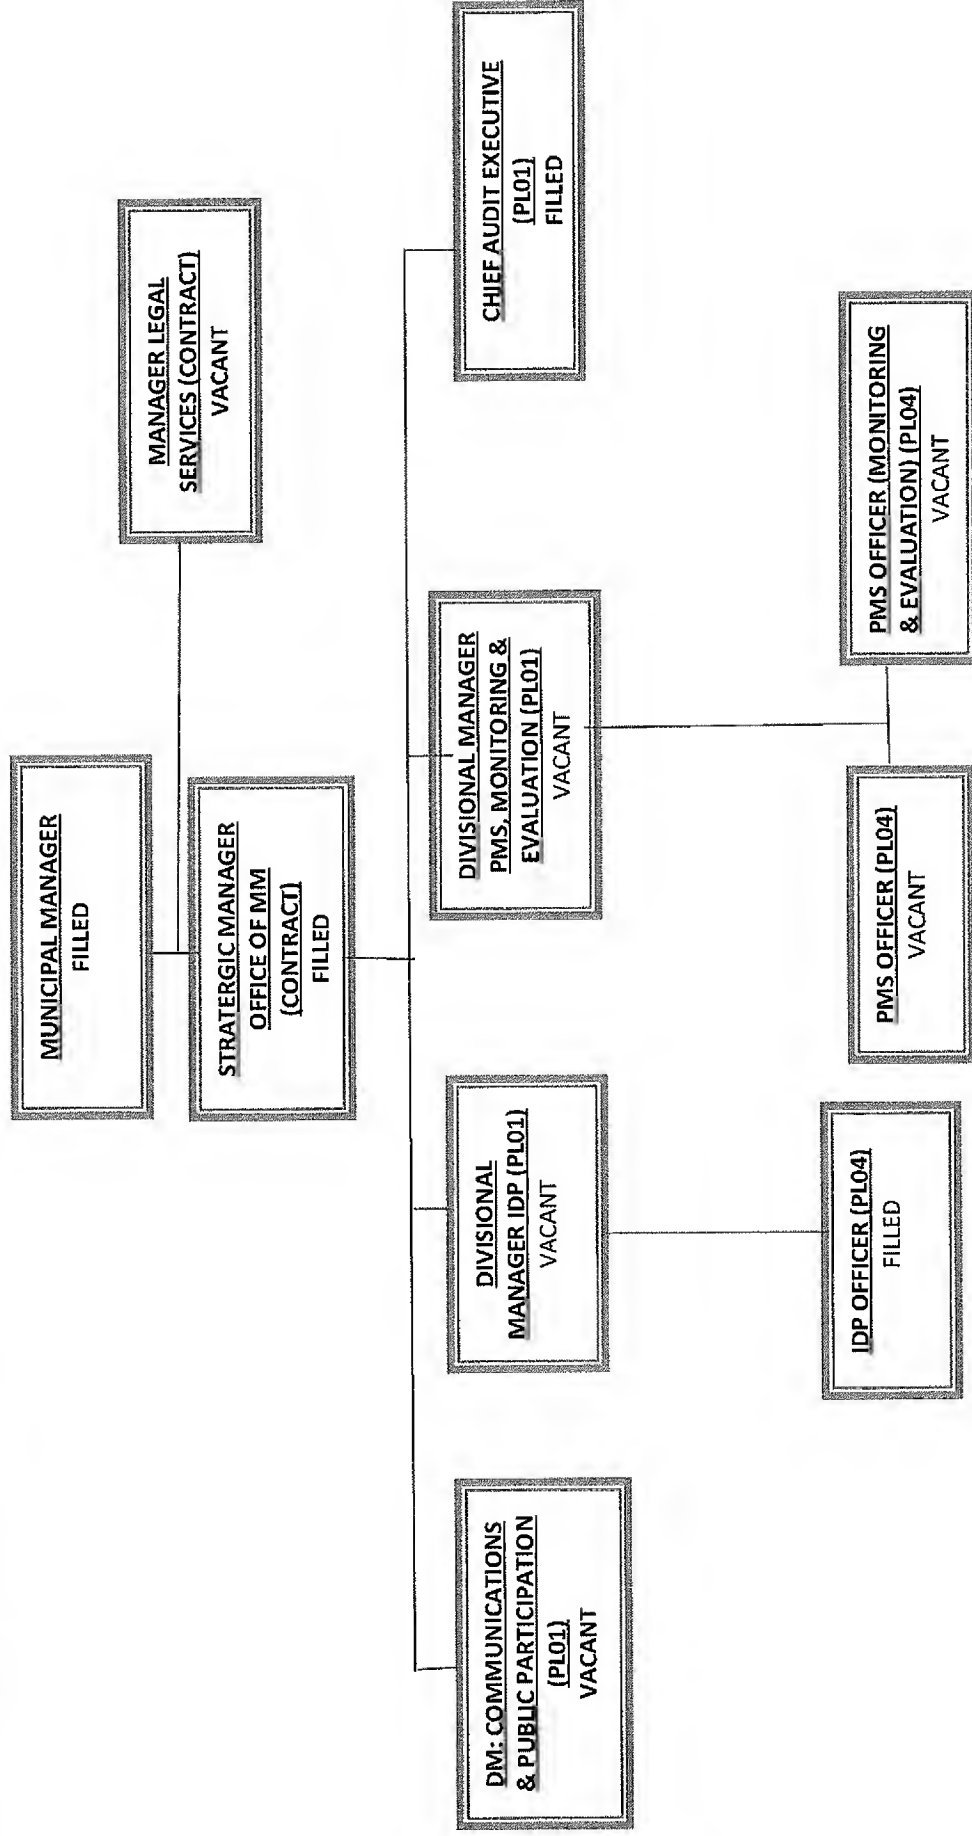 MUNICIPAL MANAGER
FILLED
MANAGER LEGAL
SERVICES (CONTRACT)
VACANT
STRATERGIC MANAGER
OFFICE OF MM
(CONTRACT)
FILLED
DM: COMMUNICATIONS
& PUBLIC PARTICIPATION
(PL01)
VACANT
DIVISIONAL
MANAGER IDP (PL01)
VACANT
DIVISIONAL MANAGER
PMS, MONITORING &
EVALUATION (PL01)
VACANT
CHIEF AUDIT EXECUTIVE
(PL01)
FILLED
IDP OFFICER (PL04)
FILLED
PMS OFFICER (PL04)
VACANT
PMS OFFICER (MONITORING
& EVALUATION) (PL04)
VACANT